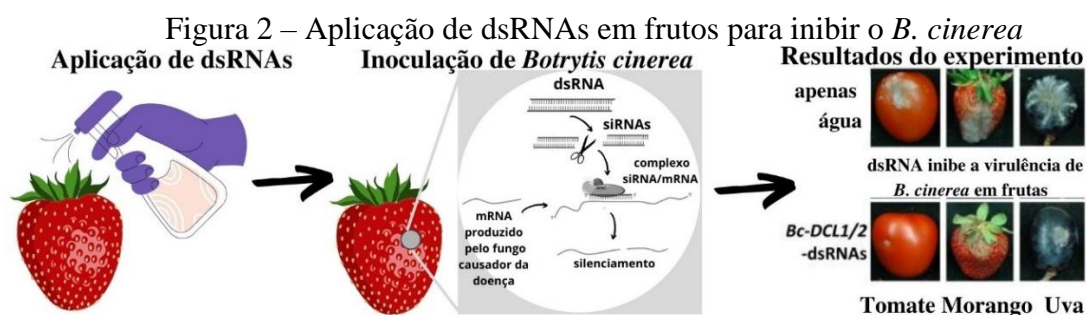 Figura 2 – Aplicação de dsRNAs em frutos para inibir o B. cinerea
Aplicação de dsRNAs
Inoculação de Botrytis cinerea
dsRNA
siRNAs
complexo
siRNA/mRNA
mRNA
produzido
pelo fungo
causador da
doença
silenciamento
Resultados do experimento
apenas
água
dsRNA inibe a virulência de
B. cinerea em frutas
Bc-DCL1/2
-dsRNAs
Tomate Morango Uva